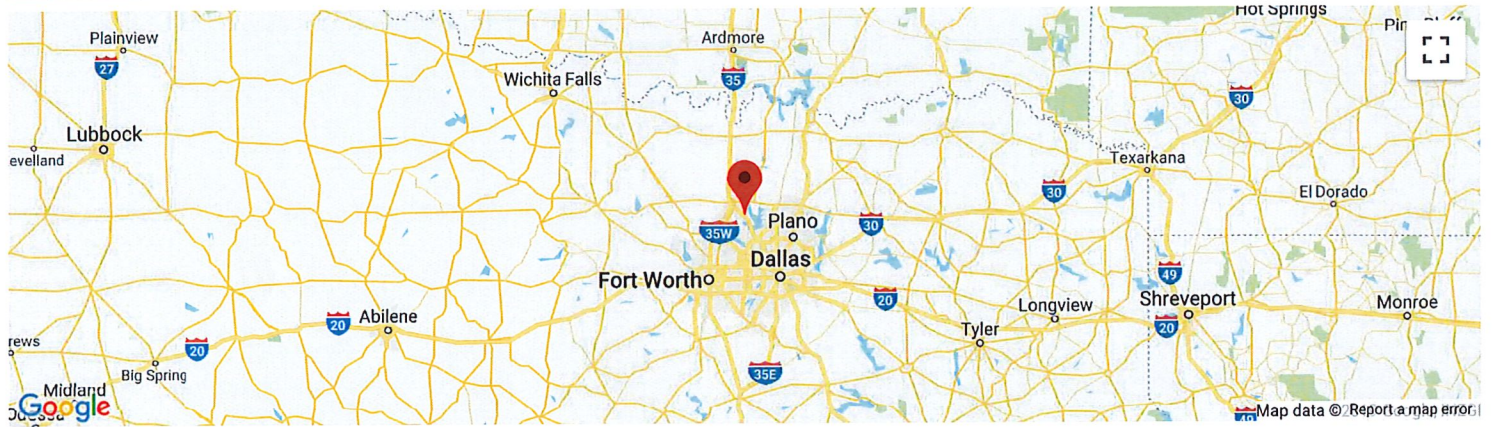 Hot Springs
Plainview
Ardmore
27
Wichita Falls
35
30
Lubbock
evelland
Texarkana
30
El Dorado
35W
Plano
30
Dallas
Fort Worth
49
20
Longview
Shreveport
Monroe
20
Abilene
20
Tyler
rews
20
Big Spring
35E
Midland
Google
Map data ©
Report a map error